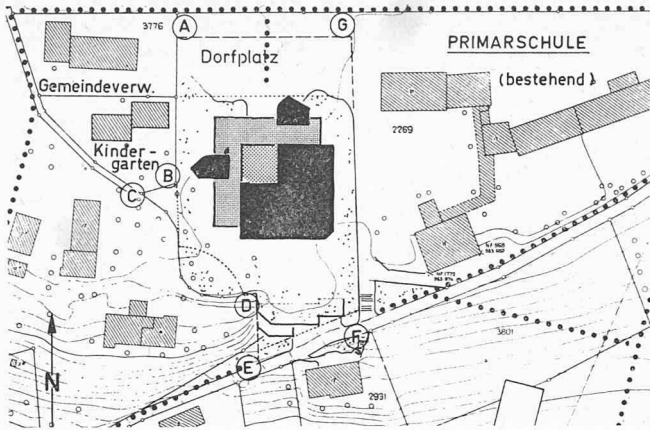 3776
A
G
Dorfplatz
PRIMARSCHULE
(bestehend)
Gemeindeverw.
2269
Kinder-
garten
B
C
D
E
F
N
3801
2931